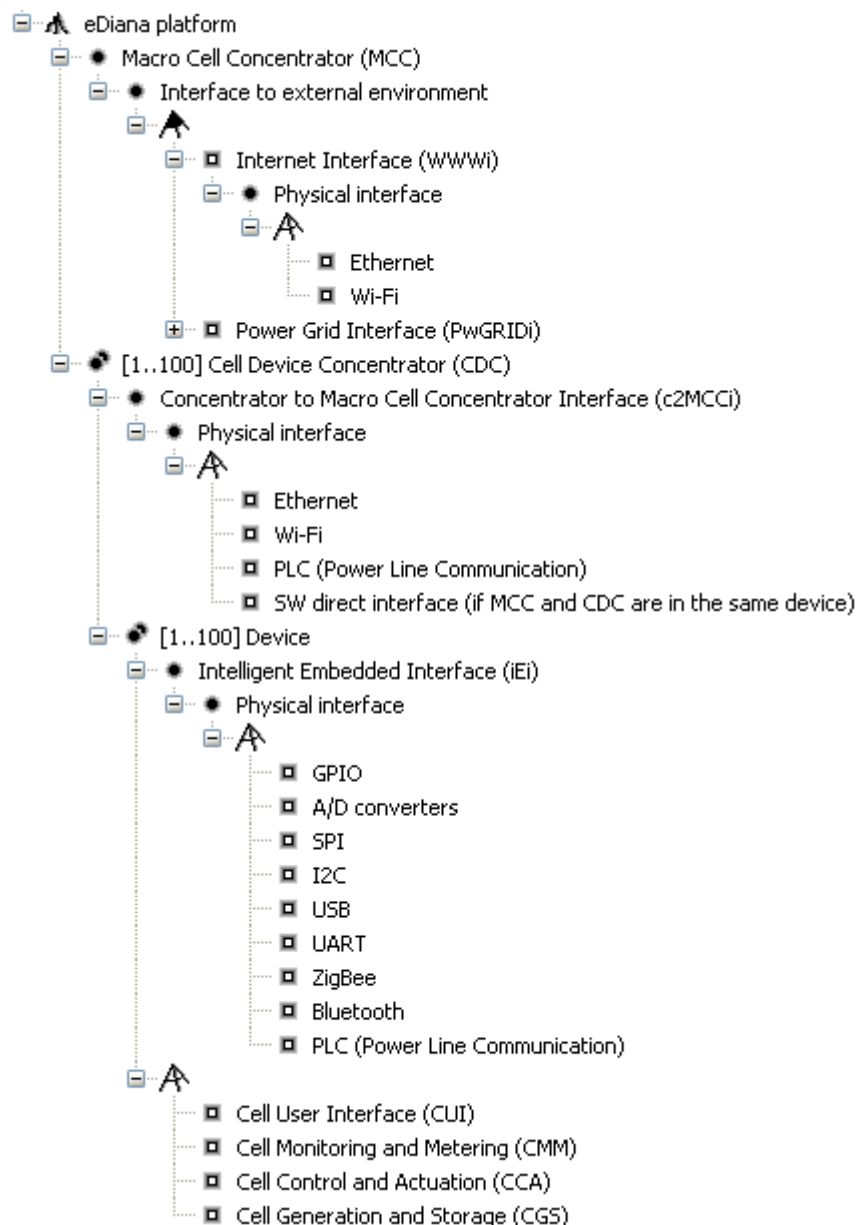 eDiana platform
Macro Cell Concentrator (MCC)
Interface to external environment
Internet Interface (WWWi)
Physical interface
Ethernet
Wi-Fi
Power Grid Interface (PwGRIDi)
[1..100] Cell Device Concentrator (CDC)
Concentrator to Macro Cell Concentrator Interface (c2MCCi)
Physical interface
Ethernet
Wi-Fi
PLC (Power Line Communication)
SW direct interface (if MCC and CDC are in the same device)
[1..100] Device
Intelligent Embedded Interface (iEi)
Physical interface
GPIO
A/D converters
SPI
I2C
USB
UART
ZigBee
Bluetooth
PLC (Power Line Communication)
Cell User Interface (CUI)
Cell Monitoring and Metering (CMM)
Cell Control and Actuation (CCA)
Cell Generation and Storage (CGS)